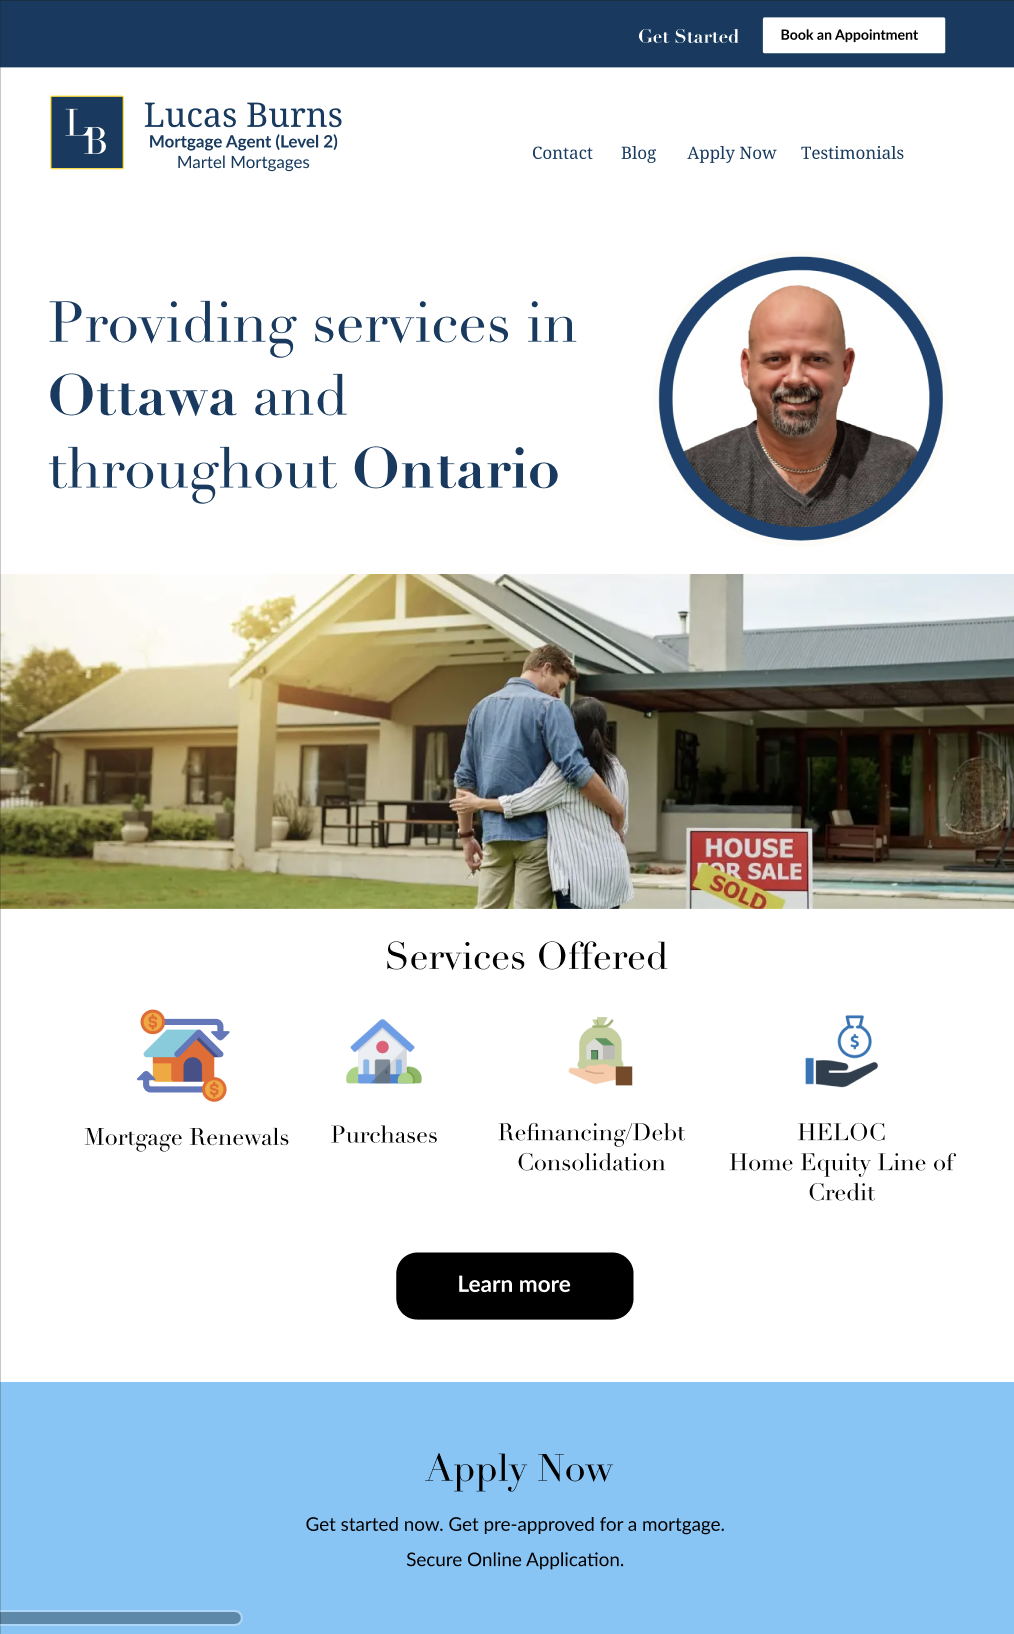 Get Started
Book an Appointment
LB
Lucas Burns
Mortgage Agent (Level 2)
Martel Mortgages
Contact Blog Apply Now Testimonials
Providing services in
Ottawa and
throughout Ontario
HOUSE
FOR SALE
SOLD
Services Offered
Mortgage Renewals
Purchases
Refinancing/Debt
Consolidation
HELOC
Home Equity Line of
Credit
Learn more
Apply Now
Get started now. Get pre-approved for a mortgage.
Secure Online Application.